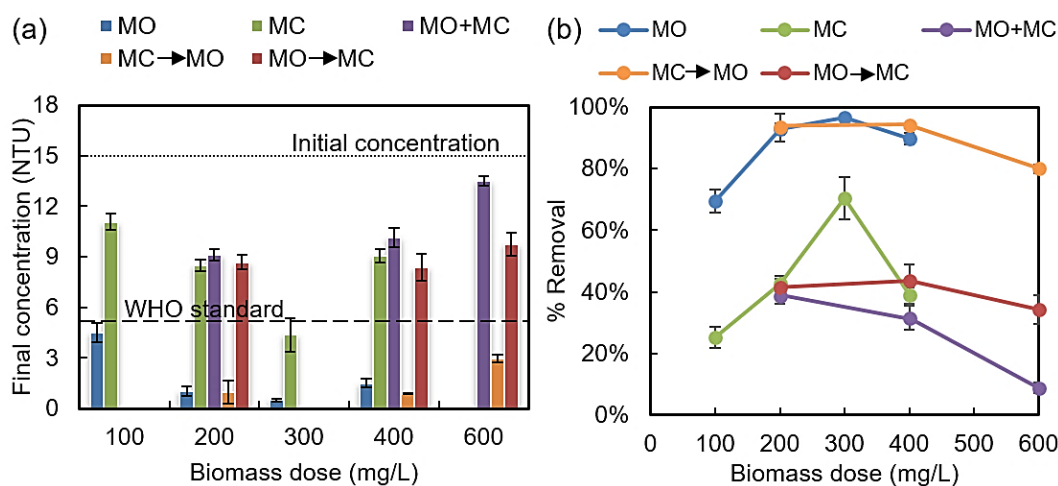 (a)
MO
MC
MO+MC
MC→MO
MO→MC
Final concentration (NTU)
18
15
12
9
6
3
0
Initial concentration
WHO standard
100 200 300 400 600
Biomass dose (mg/L)
(b)
MO
MC
MO+MC
MC→MO
MO→MC
% Removal
100%
80%
60%
40%
20%
0%
0 100 200 300 400 500 600
Biomass dose (mg/L)